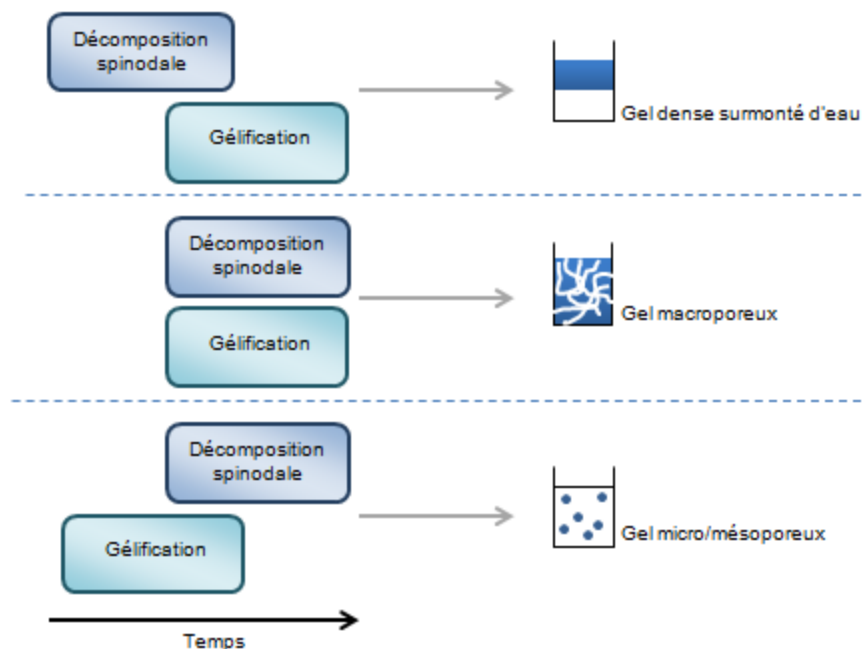 Décomposition
spinodale
Gélification
Gel dense surmonté d'eau
Décomposition
spinodale
Gélification
Gel macroporeux
Décomposition
spinodale
Gélification
Gel micro/mésoporeux
Temps